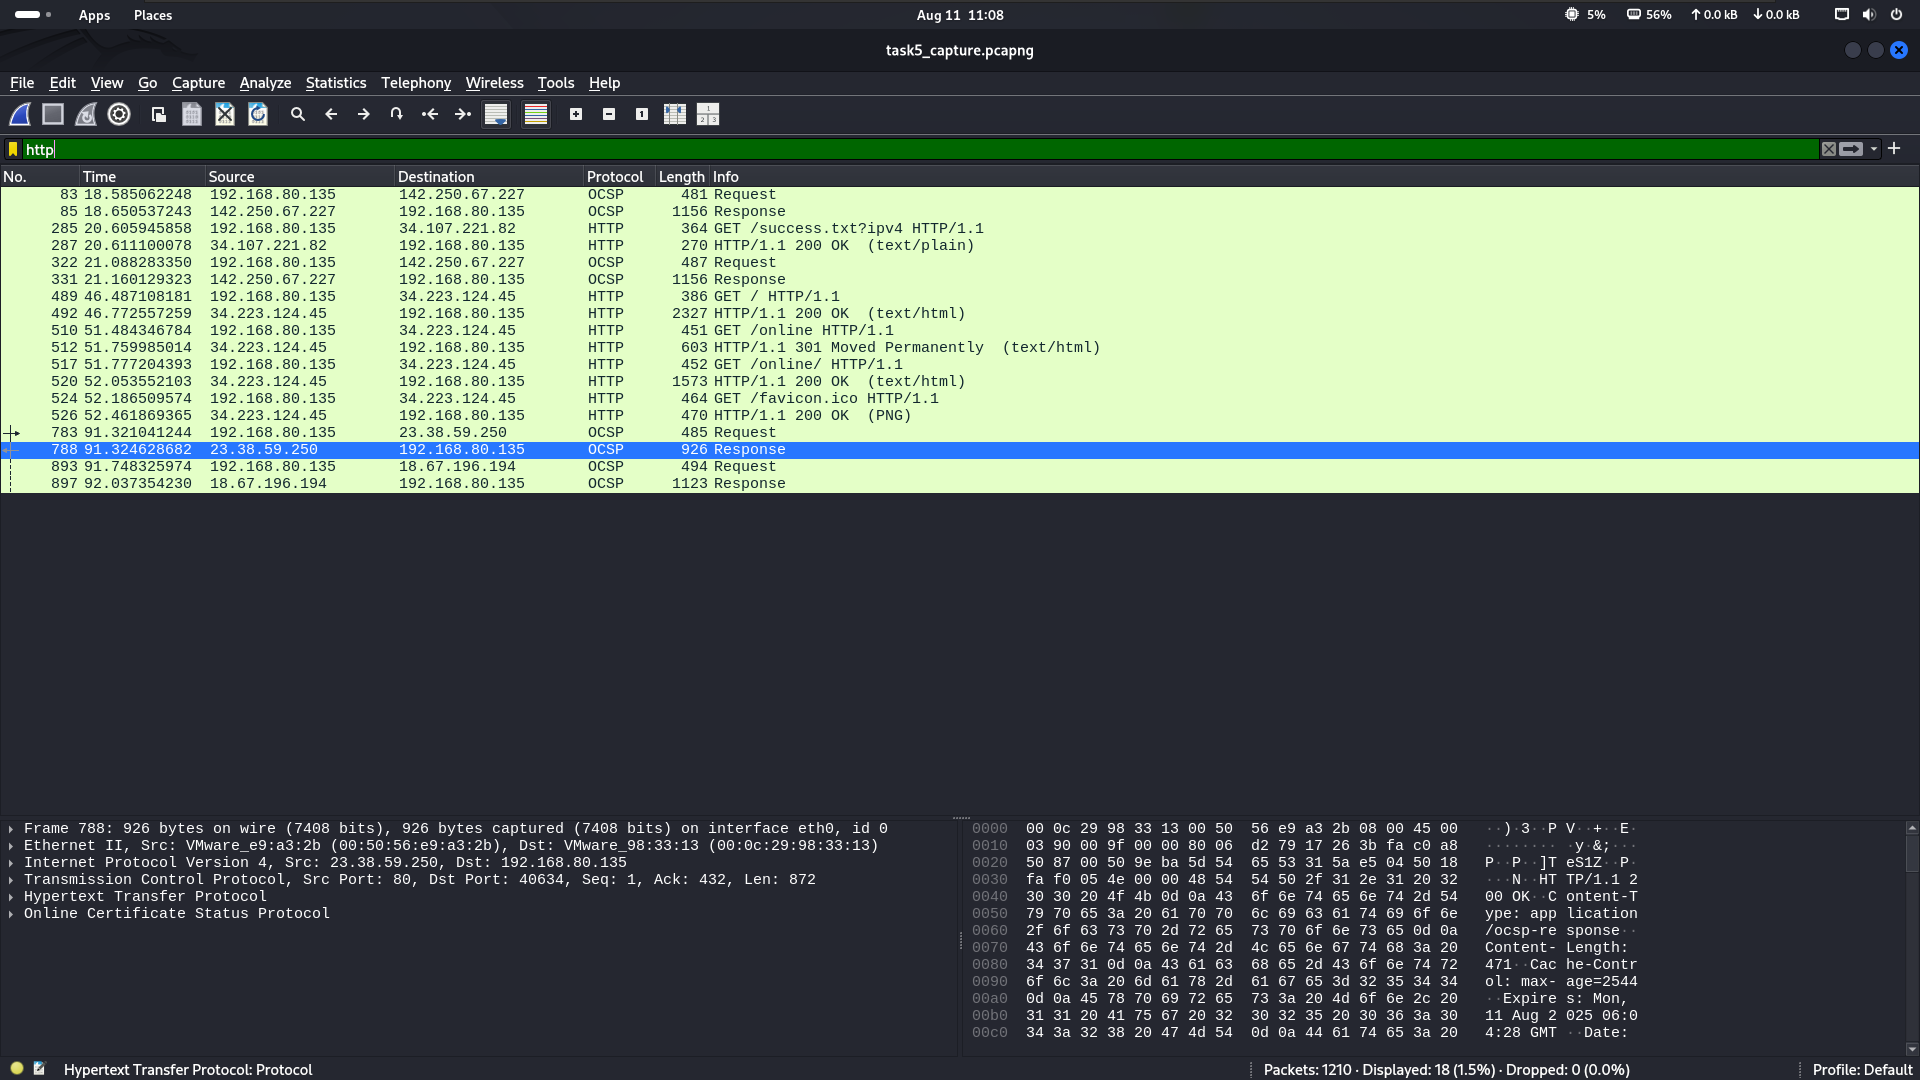 Apps Places Aug 11 11:08 5% 56% 0.0 kB 0.0 kB
task5_capture.pcapng
File Edit View Go Capture Analyze Statistics Telephony Wireless Tools Help
http
No. Time Source Destination Protocol Length Info
83 18.585062248 192.168.80.135 142.250.67.227 OCSP 481 Request
85 18.650537243 142.250.67.227 192.168.80.135 OCSP 1156 Response
285 20.605945858 192.168.80.135 34.107.221.82 HTTP 364 GET /success.txt?ipv4 HTTP/1.1
287 20.611100078 34.107.221.82 192.168.80.135 HTTP 270 HTTP/1.1 200 OK (text/plain)
322 21.088283350 192.168.80.135 142.250.67.227 OCSP 487 Request
331 21.160129323 142.250.67.227 192.168.80.135 OCSP 1156 Response
489 46.487108181 192.168.80.135 34.223.124.45 HTTP 386 GET / HTTP/1.1
492 46.772557259 34.223.124.45 192.168.80.135 HTTP 2327 HTTP/1.1 200 OK (text/html)
510 51.484346784 192.168.80.135 34.223.124.45 HTTP 451 GET /online HTTP/1.1
512 51.759985014 34.223.124.45 192.168.80.135 HTTP 603 HTTP/1.1 301 Moved Permanently (text/html)
517 51.777204393 192.168.80.135 34.223.124.45 HTTP 452 GET /online/ HTTP/1.1
520 52.053552103 34.223.124.45 192.168.80.135 HTTP 1573 HTTP/1.1 200 OK (text/html)
524 52.186509574 192.168.80.135 34.223.124.45 HTTP 464 GET /favicon.ico HTTP/1.1
526 52.461869365 34.223.124.45 192.168.80.135 HTTP 470 HTTP/1.1 200 OK (PNG)
783 91.321041244 192.168.80.135 23.38.59.250 OCSP 485 Request
788 91.324628682 23.38.59.250 192.168.80.135 OCSP 926 Response
893 91.748325974 192.168.80.135 18.67.196.194 OCSP 494 Request
897 92.037354230 18.67.196.194 192.168.80.135 OCSP 1123 Response
Frame 788: 926 bytes on wire (7408 bits), 926 bytes captured (7408 bits) on interface eth0, id 0
Ethernet II, Src: VMware_e9:a3:2b (00:50:56:e9:a3:2b), Dst: VMware_98:33:13 (00:0c:29:98:33:13)
Internet Protocol Version 4, Src: 23.38.59.250, Dst: 192.168.80.135
Transmission Control Protocol, Src Port: 80, Dst Port: 40634, Seq: 1, Ack: 432, Len: 872
Hypertext Transfer Protocol
Online Certificate Status Protocol
0000 00 0c 29 98 33 13 00 50 56 e9 a3 2b 08 00 45 00 ··)·3··P V··+··E·
0010 03 90 00 9f 00 00 80 06 d2 79 17 26 3b fa c0 a8 ········ ·y·&;···
0020 50 87 00 50 9e ba 5d 54 65 53 31 5a e5 04 50 18 P··P··]T eS1Z··P·
0030 fa f0 05 4e 00 00 48 54 54 50 2f 31 2e 31 20 32 ···N··HT TP/1.1 2
0040 30 30 20 4f 4b 0d 0a 43 6f 6e 74 65 6e 74 2d 54 00 OK··C ontent-T
0050 79 70 65 3a 20 61 70 70 6c 69 63 61 74 69 6f 6e ype: app lication
0060 2f 6f 63 73 70 2d 72 65 73 70 6f 6e 73 65 0d 0a /ocsp-re sponse··
0070 43 6f 6e 74 65 6e 74 2d 4c 65 6e 67 74 68 3a 20 Content- Length:
0080 34 37 31 0d 0a 43 61 63 68 65 2d 43 6f 6e 74 72 471··Cac he-Contr
0090 6f 6c 3a 20 6d 61 78 2d 61 67 65 3d 32 35 34 34 ol: max- age=2544
00a0 0d 0a 45 78 70 69 72 65 73 3a 20 4d 6f 6e 2c 20 ··Expire s: Mon,
00b0 31 31 20 41 75 67 20 32 30 32 35 20 30 36 3a 30 11 Aug 2 025 06:0
00c0 34 3a 32 38 20 47 4d 54 0d 0a 44 61 74 65 3a 20 4:28 GMT ··Date:
Hypertext Transfer Protocol: Protocol Packets: 1210 · Displayed: 18 (1.5%) · Dropped: 0 (0.0%) Profile: Default